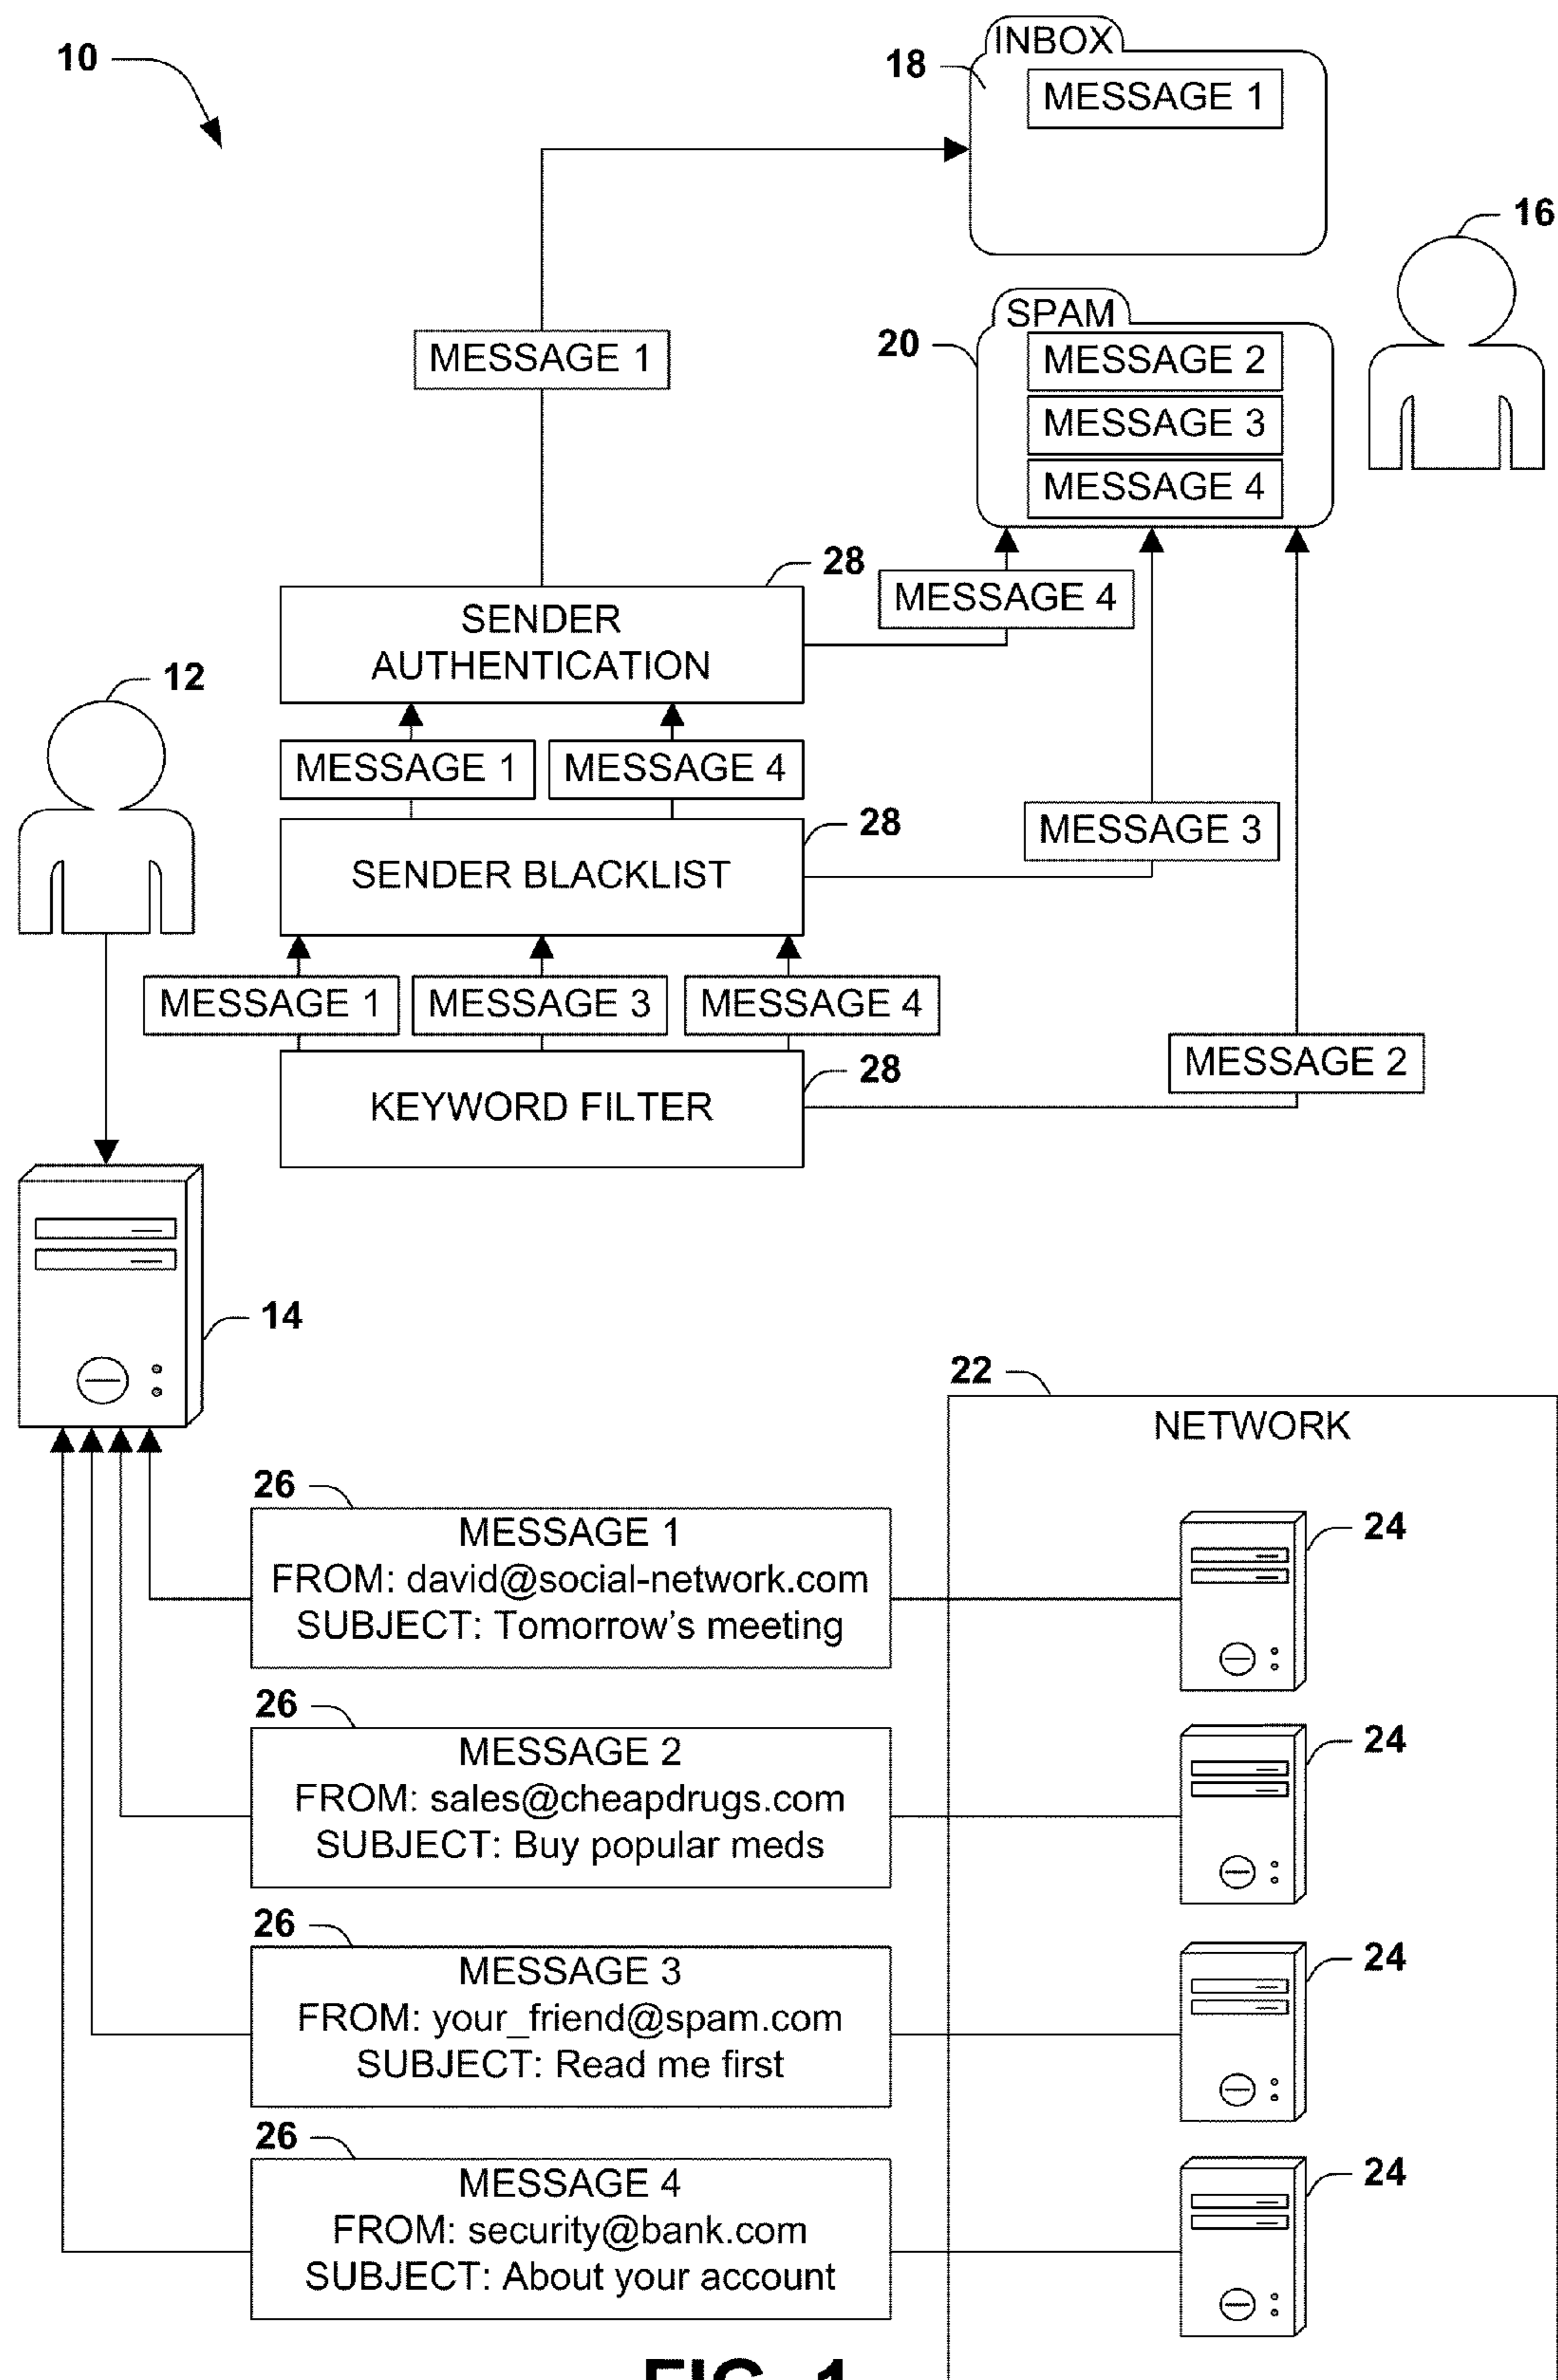 10
INBOX
18
MESSAGE 1
16
SPAM
20
MESSAGE 2
MESSAGE 3
MESSAGE 4
MESSAGE 1
28
SENDER
AUTHENTICATION
MESSAGE 4
12
MESSAGE 1
MESSAGE 4
28
SENDER BLACKLIST
MESSAGE 3
MESSAGE 1
MESSAGE 3
MESSAGE 4
28
KEYWORD FILTER
MESSAGE 2
14
22
NETWORK
26
MESSAGE 1
FROM: david@social-network.com
SUBJECT: Tomorrow's meeting
24
26
MESSAGE 2
FROM: sales@cheapdrugs.com
SUBJECT: Buy popular meds
24
26
MESSAGE 3
FROM: your_friend@spam.com
SUBJECT: Read me first
24
26
MESSAGE 4
FROM: security@bank.com
SUBJECT: About your account
24
FIG. 1